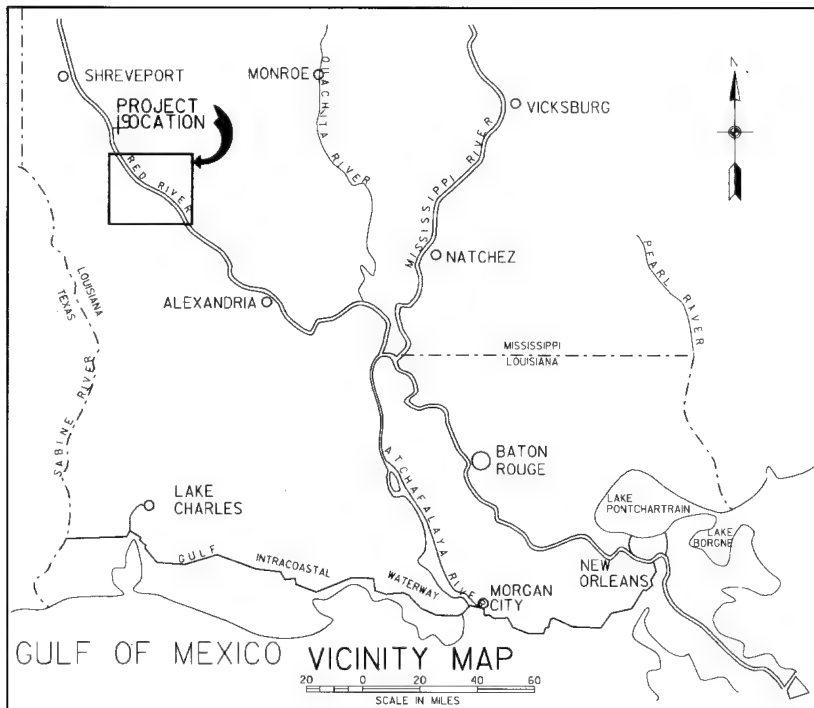 SHREVEPORT
MONROE
OUACHITA RIVER
VICKSBURG
N
PROJECT
LOCATION
RED RIVER
MISSISSIPPI RIVER
NATCHEZ
PEARL RIVER
ALEXANDRIA
LOUISIANA
TEXAS
MISSISSIPPI
LOUISIANA
SABINE RIVER
BATON
ROUGE
ATCHAFALAYA RIVER
LAKE
CHARLES
LAKE
PONTCHARTRAIN
LAKE
BORGNE
GULF INTRACOASTAL WATERWAY
NEW
ORLEANS
MORGAN
CITY
GULF OF MEXICO
VICINITY MAP
20 0 20 40 60
SCALE IN MILES